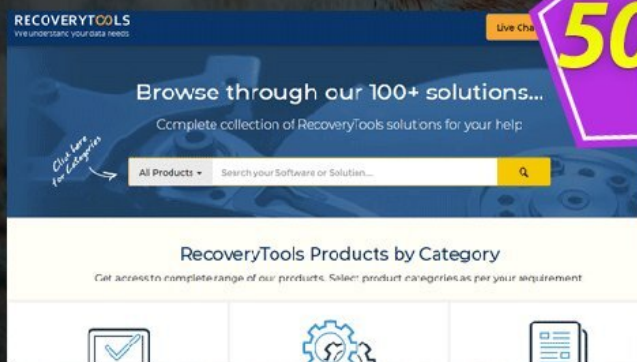 RECOVERYTOOLS
We understand your data needs
Live Cha
50
Browse through our 100+ solutions...
Complete collection of RecoveryTools solutions for your help
Click here
for Categories
All Products
Search your Software or Solution....
RecoveryTools Products by Category
Get access to complete range of our products. Select product categories as per your requirement